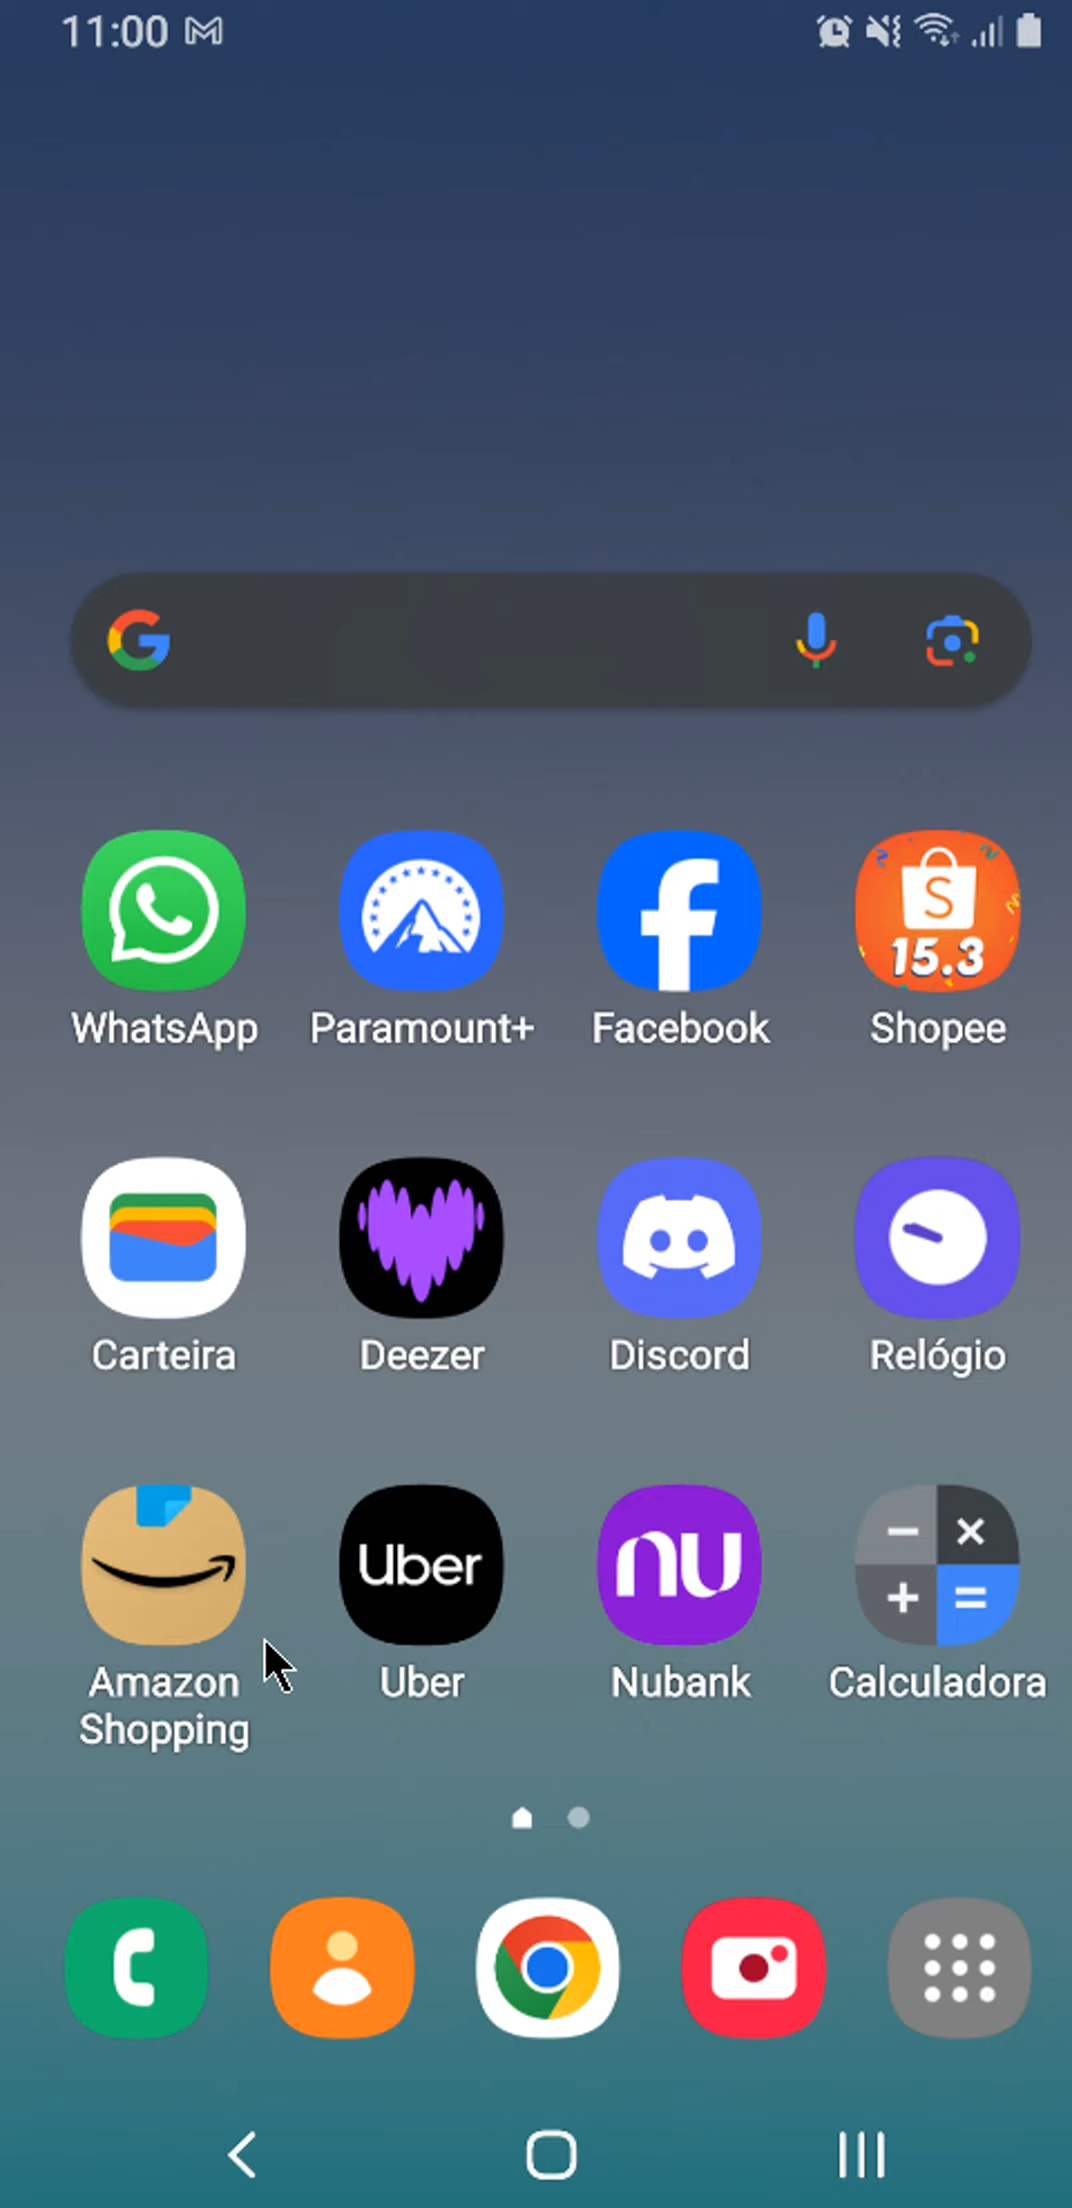 11:00
WhatsApp Paramount+ Facebook 15.3 Shopee
Carteira Deezer Discord Relógio
Uber nu
Amazon Shopping Uber Nubank Calculadora